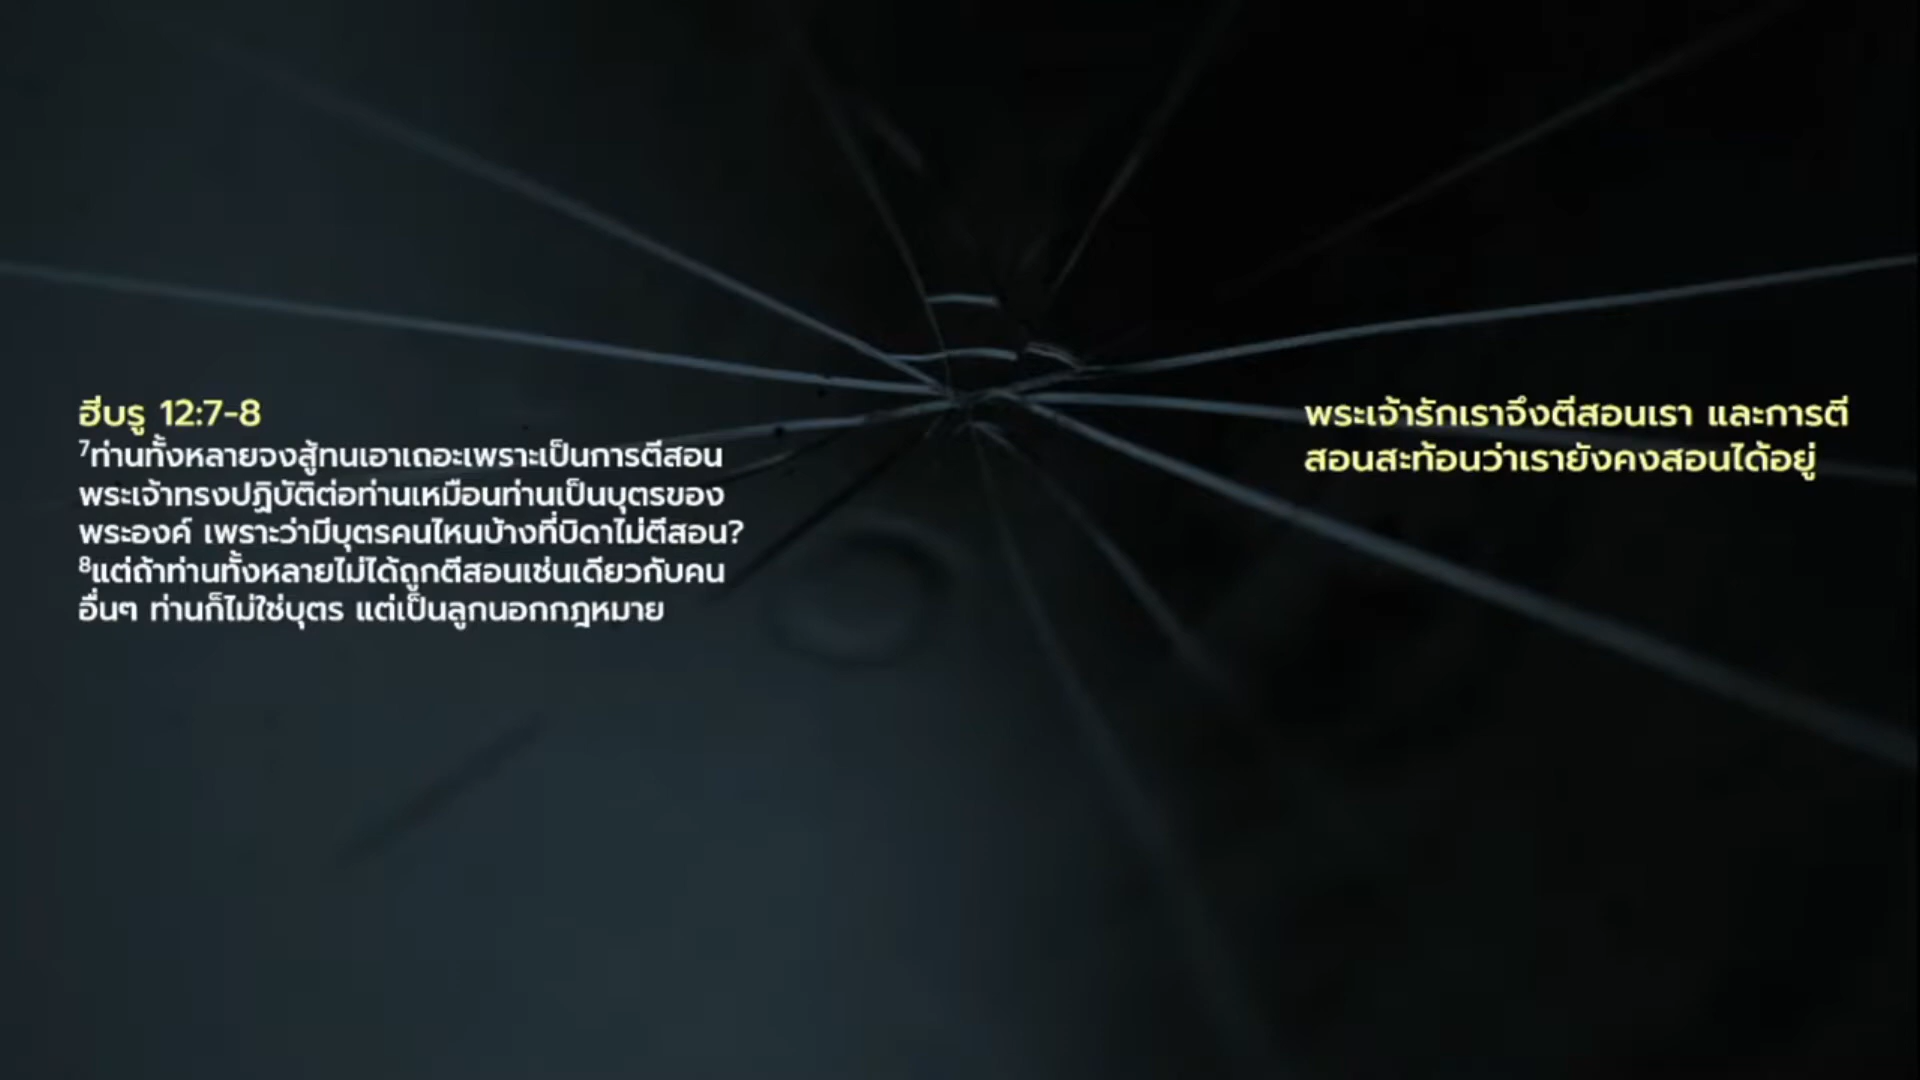 ฮีบรู 12:7-8
⁷ท่านทั้งหลายจงสู้ทนเอาเถอะเพราะเป็นการตีสอน
พระเจ้าทรงปฏิบัติต่อท่านเหมือนท่านเป็นบุตรของ
พระองค์ เพราะว่ามีบุตรคนไหนบ้างที่บิดาไม่ตีสอน?
⁸แต่ถ้าท่านทั้งหลายไม่ได้ถูกตีสอนเช่นเดียวกับคน
อื่นๆ ท่านก็ไม่ใช่บุตร แต่เป็นลูกนอกกฎหมาย
พระเจ้ารักเราจึงตีสอนเรา และการตี
สอนสะท้อนว่าเรายังคงสอนได้อยู่